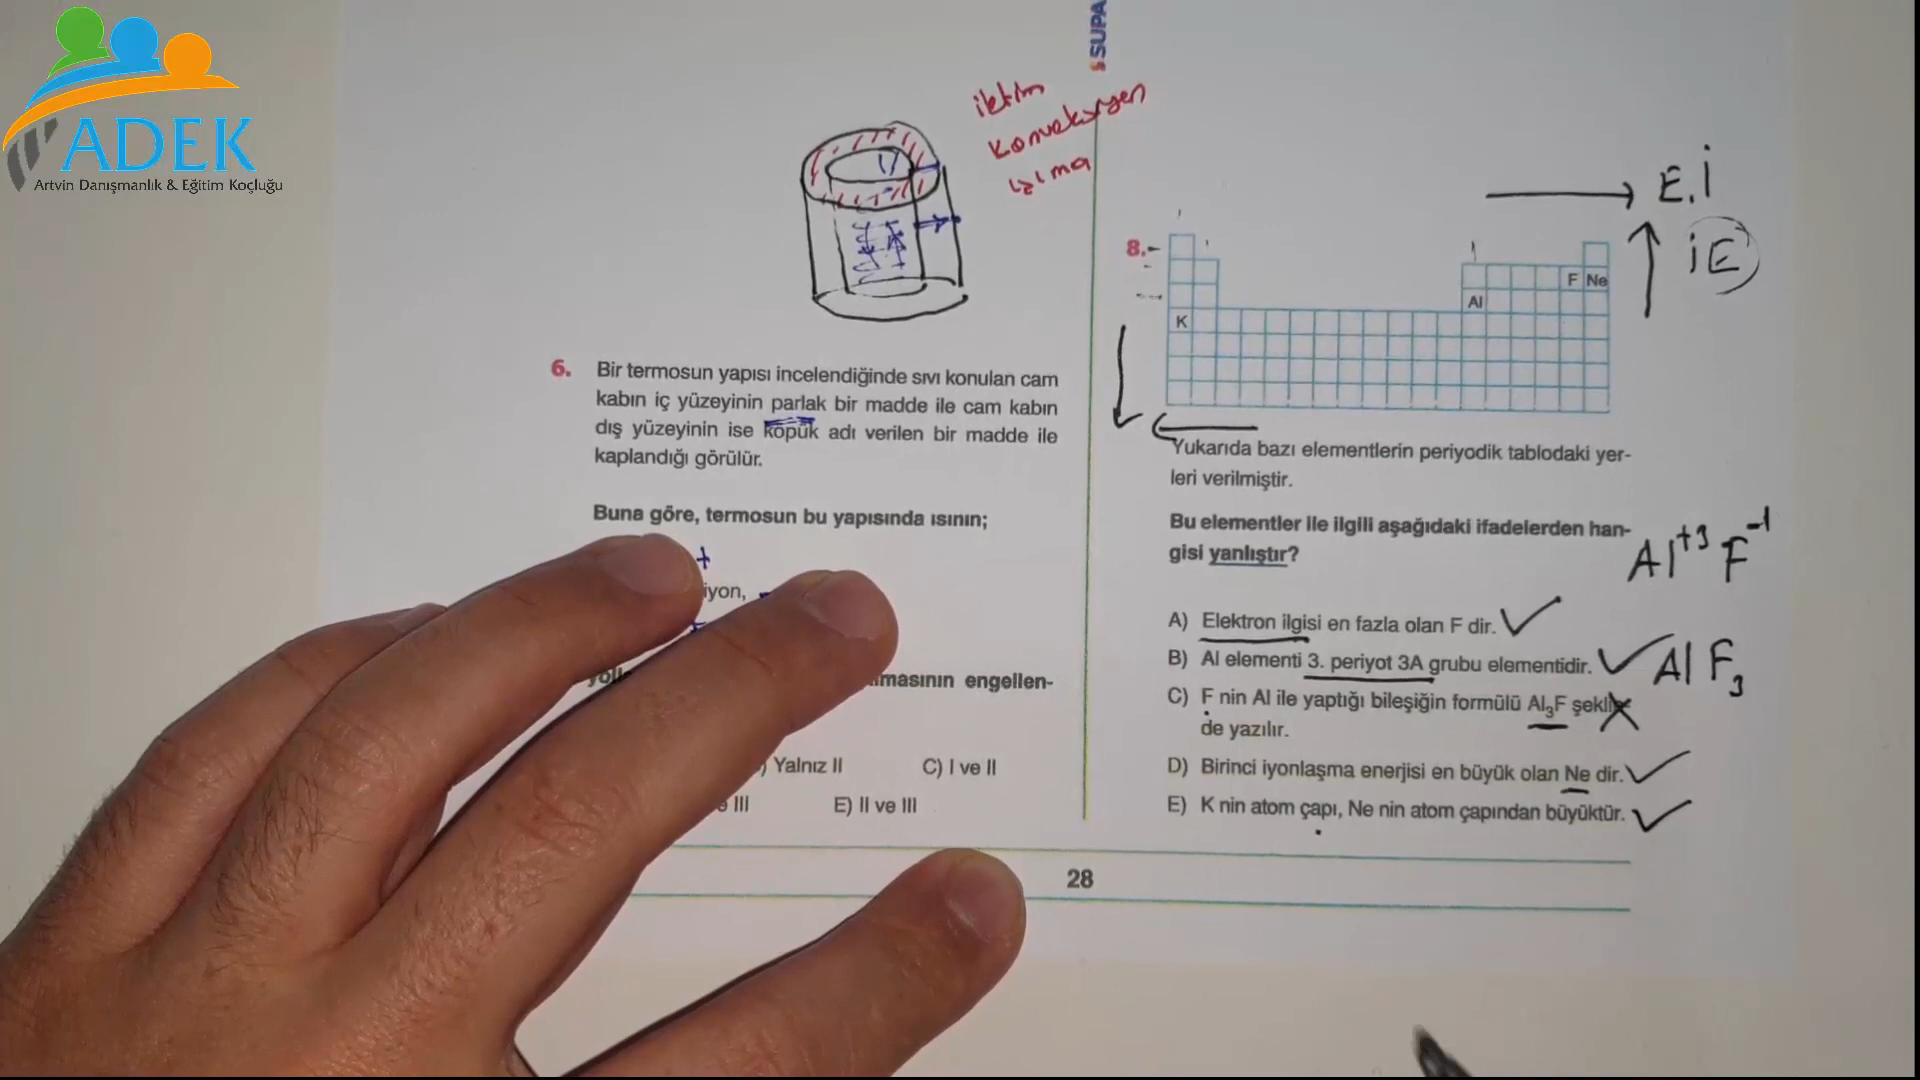 ADEK
Artvin Danışmanlık & Eğitim Koçluğu
SUPA
iletim
konveksiyon
ışıma
6. Bir termosun yapısı incelendiğinde sıvı konulan cam
kabın iç yüzeyinin parlak bir madde ile cam kabın
dış yüzeyinin ise köpük adı verilen bir madde ile
kaplandığı görülür.
Buna göre, termosun bu yapısında ısının;
+
iyon,
masının engellen-
Yalnız II
C) I ve II
III
E) II ve III
8.
F Ne
Al
K
E.İ
İE
Yukarıda bazı elementlerin periyodik tablodaki yer-
leri verilmiştir.
Bu elementler ile ilgili aşağıdaki ifadelerden han-
gisi yanlıştır?
Al+3 F-1
A) Elektron ilgisi en fazla olan F dir.
B) Al elementi 3. periyot 3A grubu elementidir.
AlF3
C) F nin Al ile yaptığı bileşiğin formülü Al3F şeklin
de yazılır.
D) Birinci iyonlaşma enerjisi en büyük olan Ne dir.
E) K nin atom çapı, Ne nin atom çapından büyüktür.
28